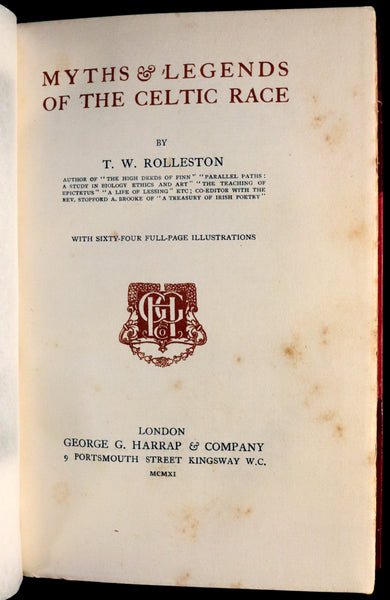 MYTHS & LEGENDS
OF THE CELTIC RACE
BY
T. W. ROLLESTON
AUTHOR OF "THE HIGH DEEDS OF FINN" "PARALLEL PATHS:
A STUDY IN BIOLOGY ETHICS AND ART" "THE TEACHING OF
EPICTETUS" "A LIFE OF LESSING" ETC; CO-EDITOR WITH THE
REV. STOPFORD A. BROOKE OF "A TREASURY OF IRISH POETRY"
WITH SIXTY-FOUR FULL-PAGE ILLUSTRATIONS
GGH
Co
LONDON
GEORGE G. HARRAP & COMPANY
9 PORTSMOUTH STREET KINGSWAY W.C.
MCMXI